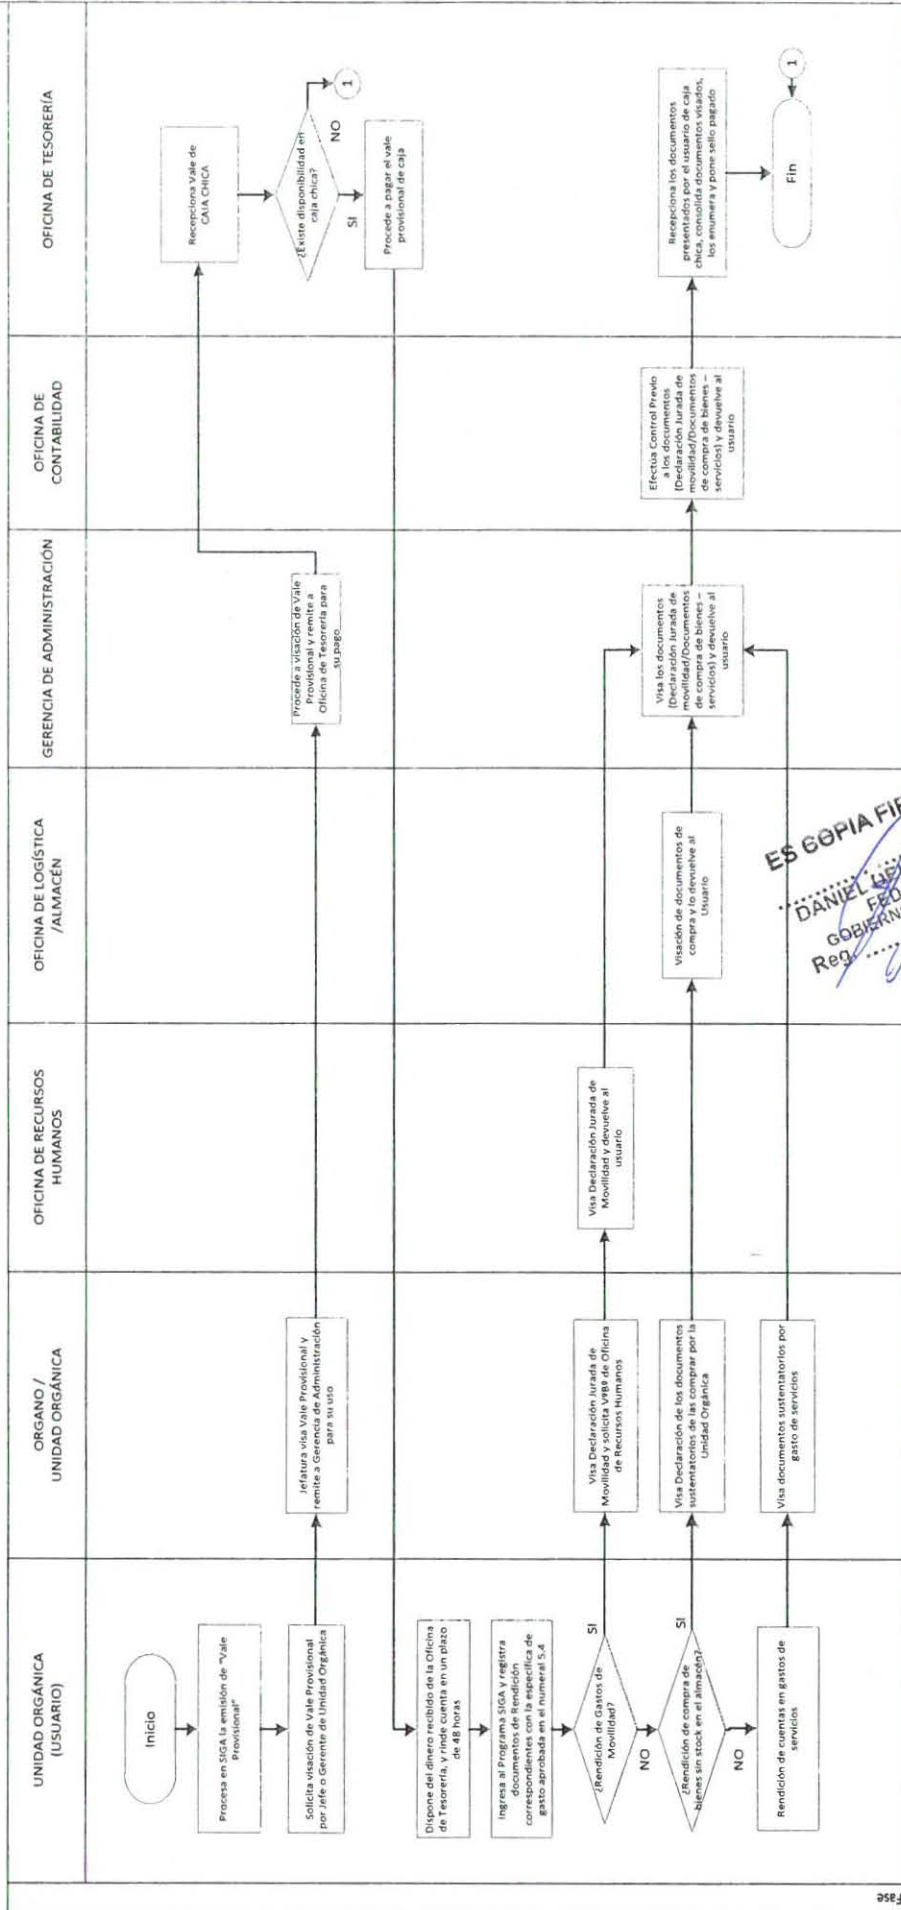 UNIDAD ORGÁNICA
(USUARIO)
ORGANO /
UNIDAD ORGÁNICA
OFICINA DE RECURSOS
HUMANOS
OFICINA DE LOGÍSTICA
/ALMACÉN
GERENCIA DE ADMINISTRACIÓN
OFICINA DE
CONTABILIDAD
OFICINA DE TESORERÍA
Inicio
Procesa en SIGA la emisión de "Vale
Provisional"
Solicita visación de Vale Provisional
por Jefe o Gerente de Unidad Orgánica
Jefatura visa Vale Provisional y
remite a Gerencia de Administración
para su uso
Procede a visación de Vale
Provisional y remite a
Oficina de Tesorería para
su pago
Recepciona Vale de
CAJA CHICA
¿Existe disponibilidad en
caja chica?
NO
1
SI
Procede a pagar el vale
provisional de caja
Dispone del dinero recibido de la Oficina
de Tesorería, y rinde cuenta en un plazo
de 48 horas
Ingresa al Programa SIGA y registra
documentos de Rendición
correspondientes con la específica de
gasto aprobada en el numeral 5.4
¿Rendición de Gastos de
Movilidad?
SI
NO
Visa Declaración Jurada de
Movilidad y solicita VºBº de Oficina
de Recursos Humanos
Visa Declaración Jurada de
Movilidad y devuelve al
usuario
¿Rendición de compra de
bienes sin stock en el almacén?
SI
NO
Visa Declaración de los documentos
sustentatorios de las comprar por la
Unidad Orgánica
Visación de documentos de
compra y lo devuelve al
Usuario
Visa los documentos
(Declaración Jurada de
movilidad/Documentos
de compra de bienes –
servicios) y devuelve al
usuario
Efectúa Control Previo
a los documentos
(Declaración Jurada de
movilidad/Documentos
de compra de bienes –
servicios) y devuelve al
usuario
Recepciona los documentos
presentados por el usuario de caja
chica, consolida documentos visados,
los enumera y pone sello pagado
Rendición de cuentas en gastos de
servicios
Visa documentos sustentatorios por
gasto de servicios
1
Fin
Fase
ES COPIA
DANIEL
Reg.